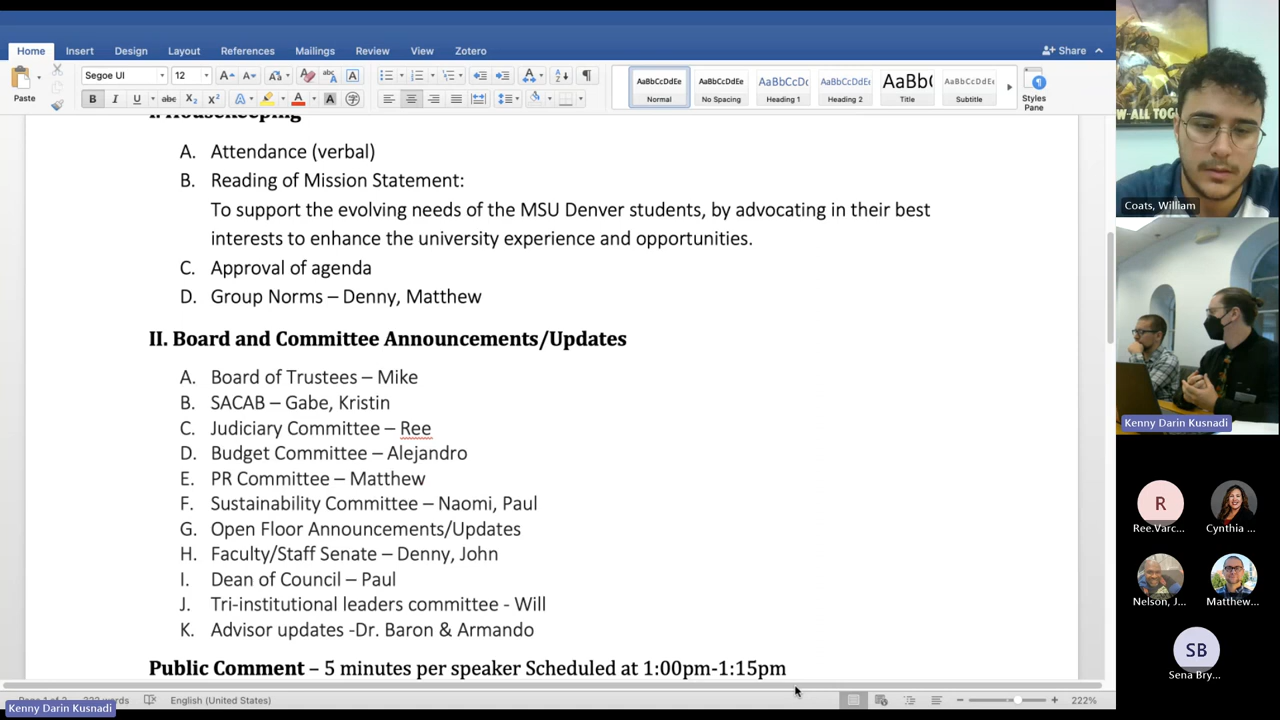 Home Insert Design Layout References Mailings Review View Zotero Share
Paste Segoe UI 12
AaBbCcDdEe AaBbCcDdEe AaBbCcDc AaBbCcDdEe AaBb( AaBbCcDdEe
Normal No Spacing Heading 1 Heading 2 Title Subtitle Styles Pane
I. Housekeeping
A. Attendance (verbal)
B. Reading of Mission Statement:
To support the evolving needs of the MSU Denver students, by advocating in their best
interests to enhance the university experience and opportunities.
C. Approval of agenda
D. Group Norms – Denny, Matthew
II. Board and Committee Announcements/Updates
A. Board of Trustees – Mike
B. SACAB – Gabe, Kristin
C. Judiciary Committee – Ree
D. Budget Committee – Alejandro
E. PR Committee – Matthew
F. Sustainability Committee – Naomi, Paul
G. Open Floor Announcements/Updates
H. Faculty/Staff Senate – Denny, John
I. Dean of Council – Paul
J. Tri-institutional leaders committee - Will
K. Advisor updates -Dr. Baron & Armando
Public Comment – 5 minutes per speaker Scheduled at 1:00pm-1:15pm
English (United States) 222%
Kenny Darin Kusnadi
W-ALL TOG
Coats, William
Kenny Darin Kusnadi
R
Ree.Varc... Cynthia ...
Nelson, J... Matthew...
SB
Sena Bry...